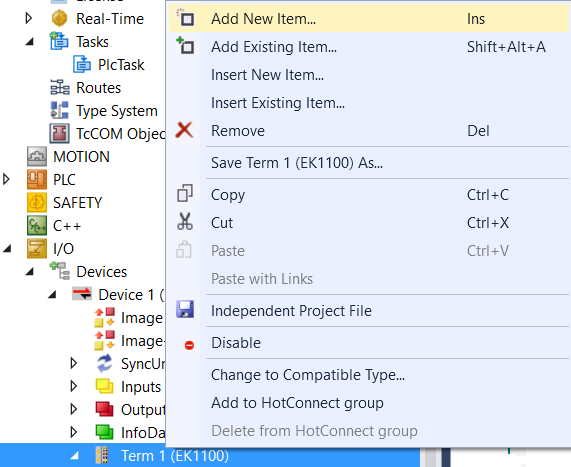 License
Real-Time
Tasks
PlcTask
Routes
Type System
TcCOM Objec
MOTION
PLC
SAFETY
C++
I/O
Devices
Device 1 (
Image
Image-
SyncUn
Inputs
Output
InfoDa
Term 1 (EK1100)
Add New Item... Ins
Add Existing Item... Shift+Alt+A
Insert New Item...
Insert Existing Item...
Remove Del
Save Term 1 (EK1100) As...
Copy Ctrl+C
Cut Ctrl+X
Paste Ctrl+V
Paste with Links
Independent Project File
Disable
Change to Compatible Type...
Add to HotConnect group
Delete from HotConnect group